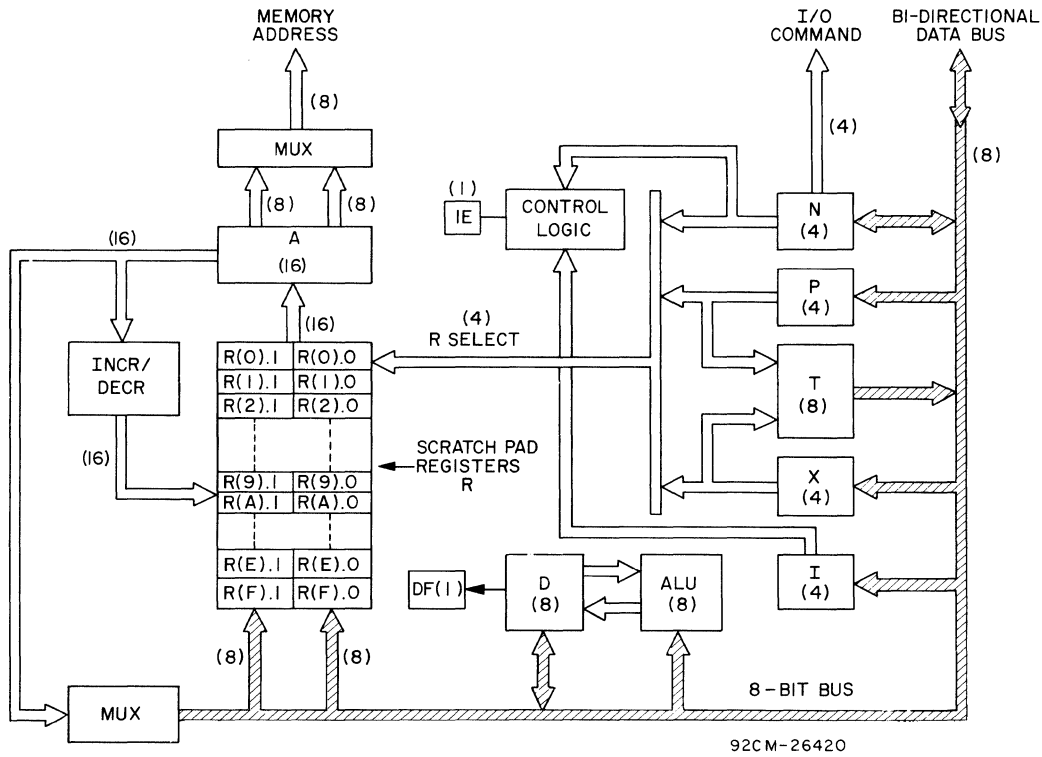 MEMORY
ADDRESS
I/O
COMMAND
BI-DIRECTIONAL
DATA BUS
(8)
(4)
(8)
MUX
(8)
(8)
(1)
IE
CONTROL
LOGIC
N
(4)
(16)
A
(16)
P
(4)
(16)
(4)
R SELECT
INCR/
DECR
R(0).1 R(0).0
R(1).1 R(1).0
R(2).1 R(2).0
T
(8)
(16)
SCRATCH PAD
REGISTERS
R
R(9).1 R(9).0
R(A).1 R(A).0
X
(4)
R(E).1 R(E).0
R(F).1 R(F).0
DF(1)
D
(8)
ALU
(8)
I
(4)
(8)
(8)
MUX
8-BIT BUS
92CM-26420